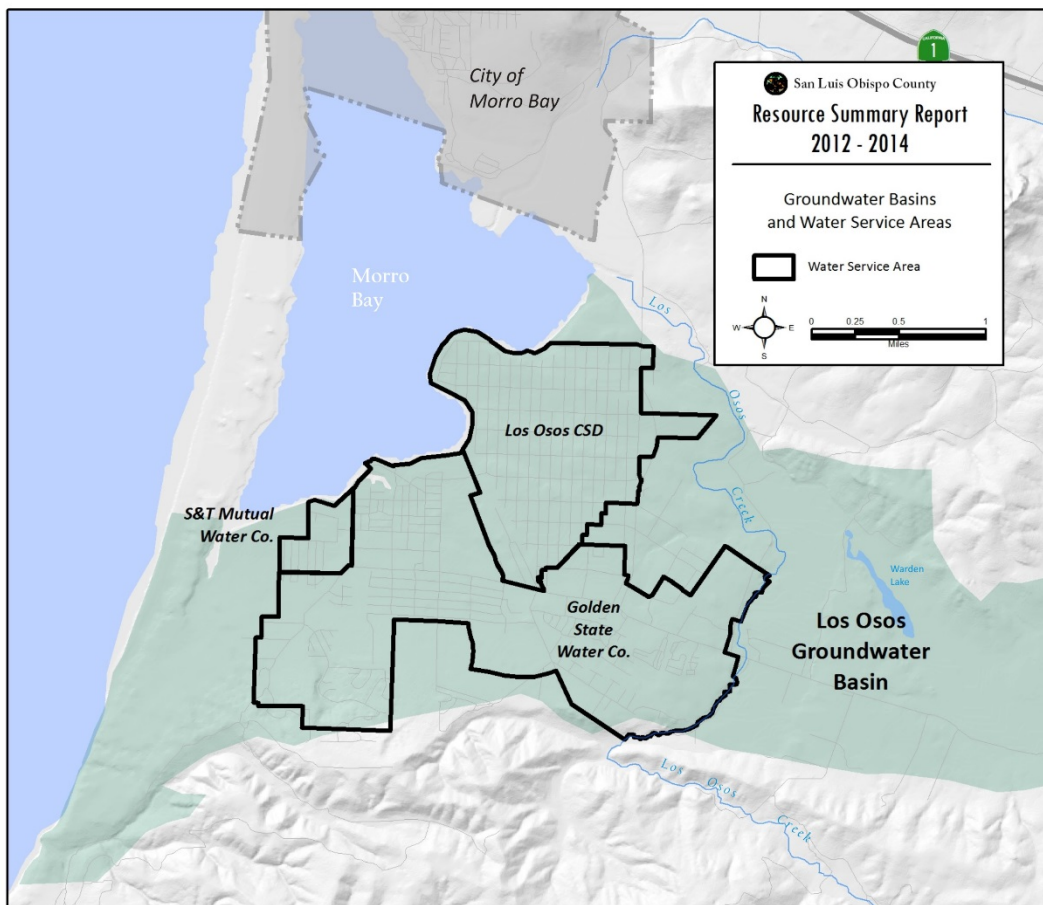 City of
Morro Bay
CALIFORNIA
1
San Luis Obispo County
Resource Summary Report
2012 - 2014
Groundwater Basins
and Water Service Areas
Water Service Area
N
W
E
S
0
0.25
0.5
1
Miles
Morro
Bay
Los
Osos
Creek
Los Osos CSD
S&T Mutual
Water Co.
Warden
Lake
Golden
State
Water Co.
Los Osos
Groundwater
Basin
Los
Osos
Creek